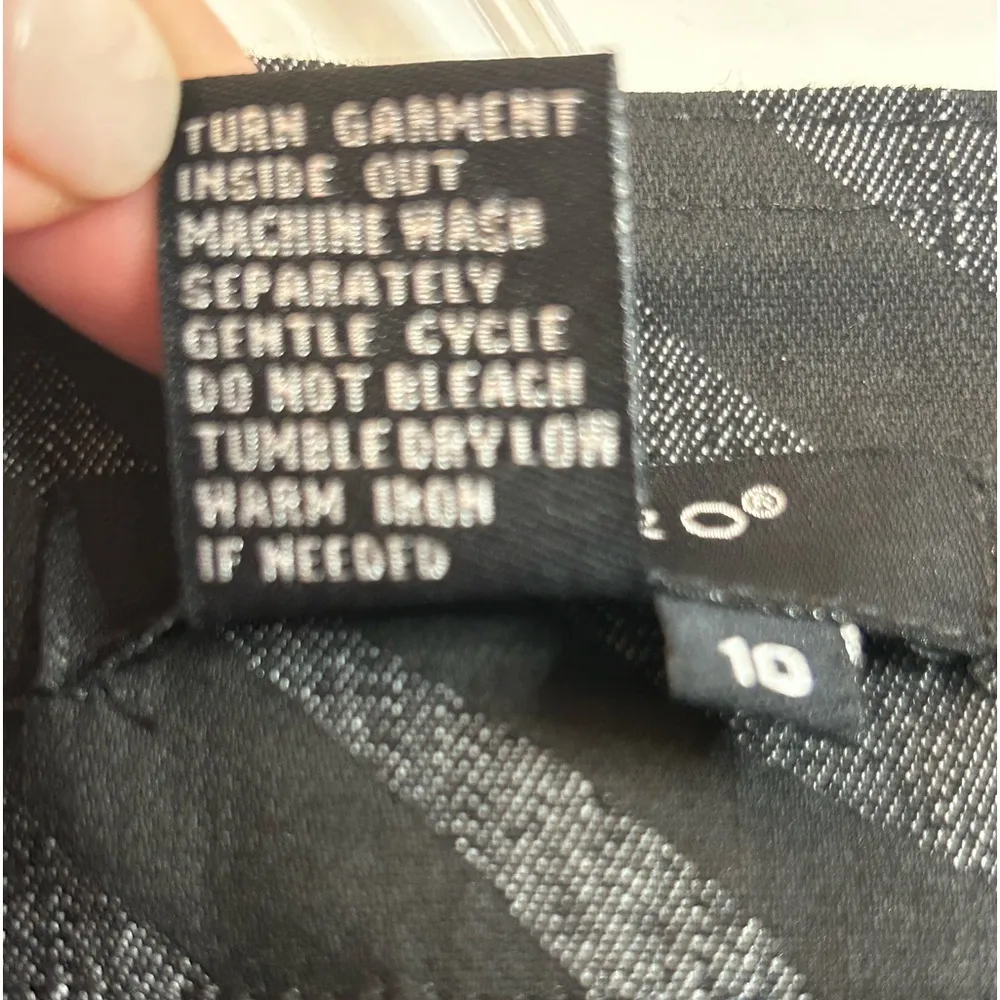 TURN GARMENT
INSIDE OUT
MACHINE WASH
SEPARATELY
GENTLE CYCLE
DO NOT BLEACH
TUMBLE DRY LOW
WARM IRON
IF NEEDED
O®
10